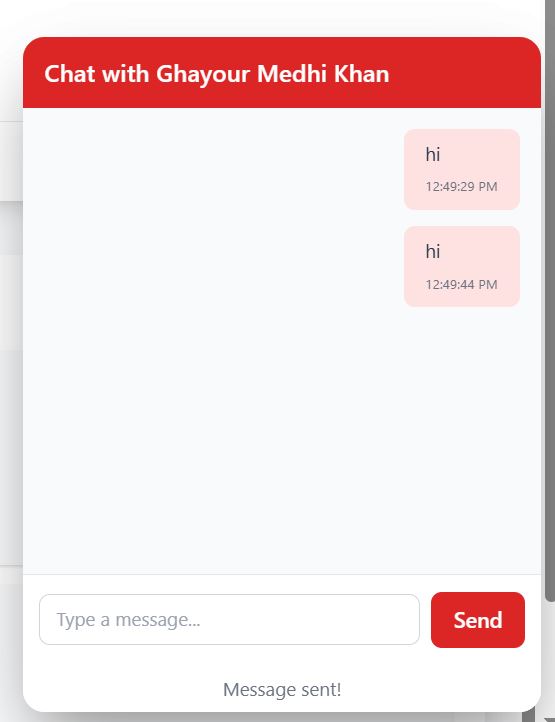 Chat with Ghayour Medhi Khan
hi
12:49:29 PM
hi
12:49:44 PM
Type a message...
Send
Message sent!